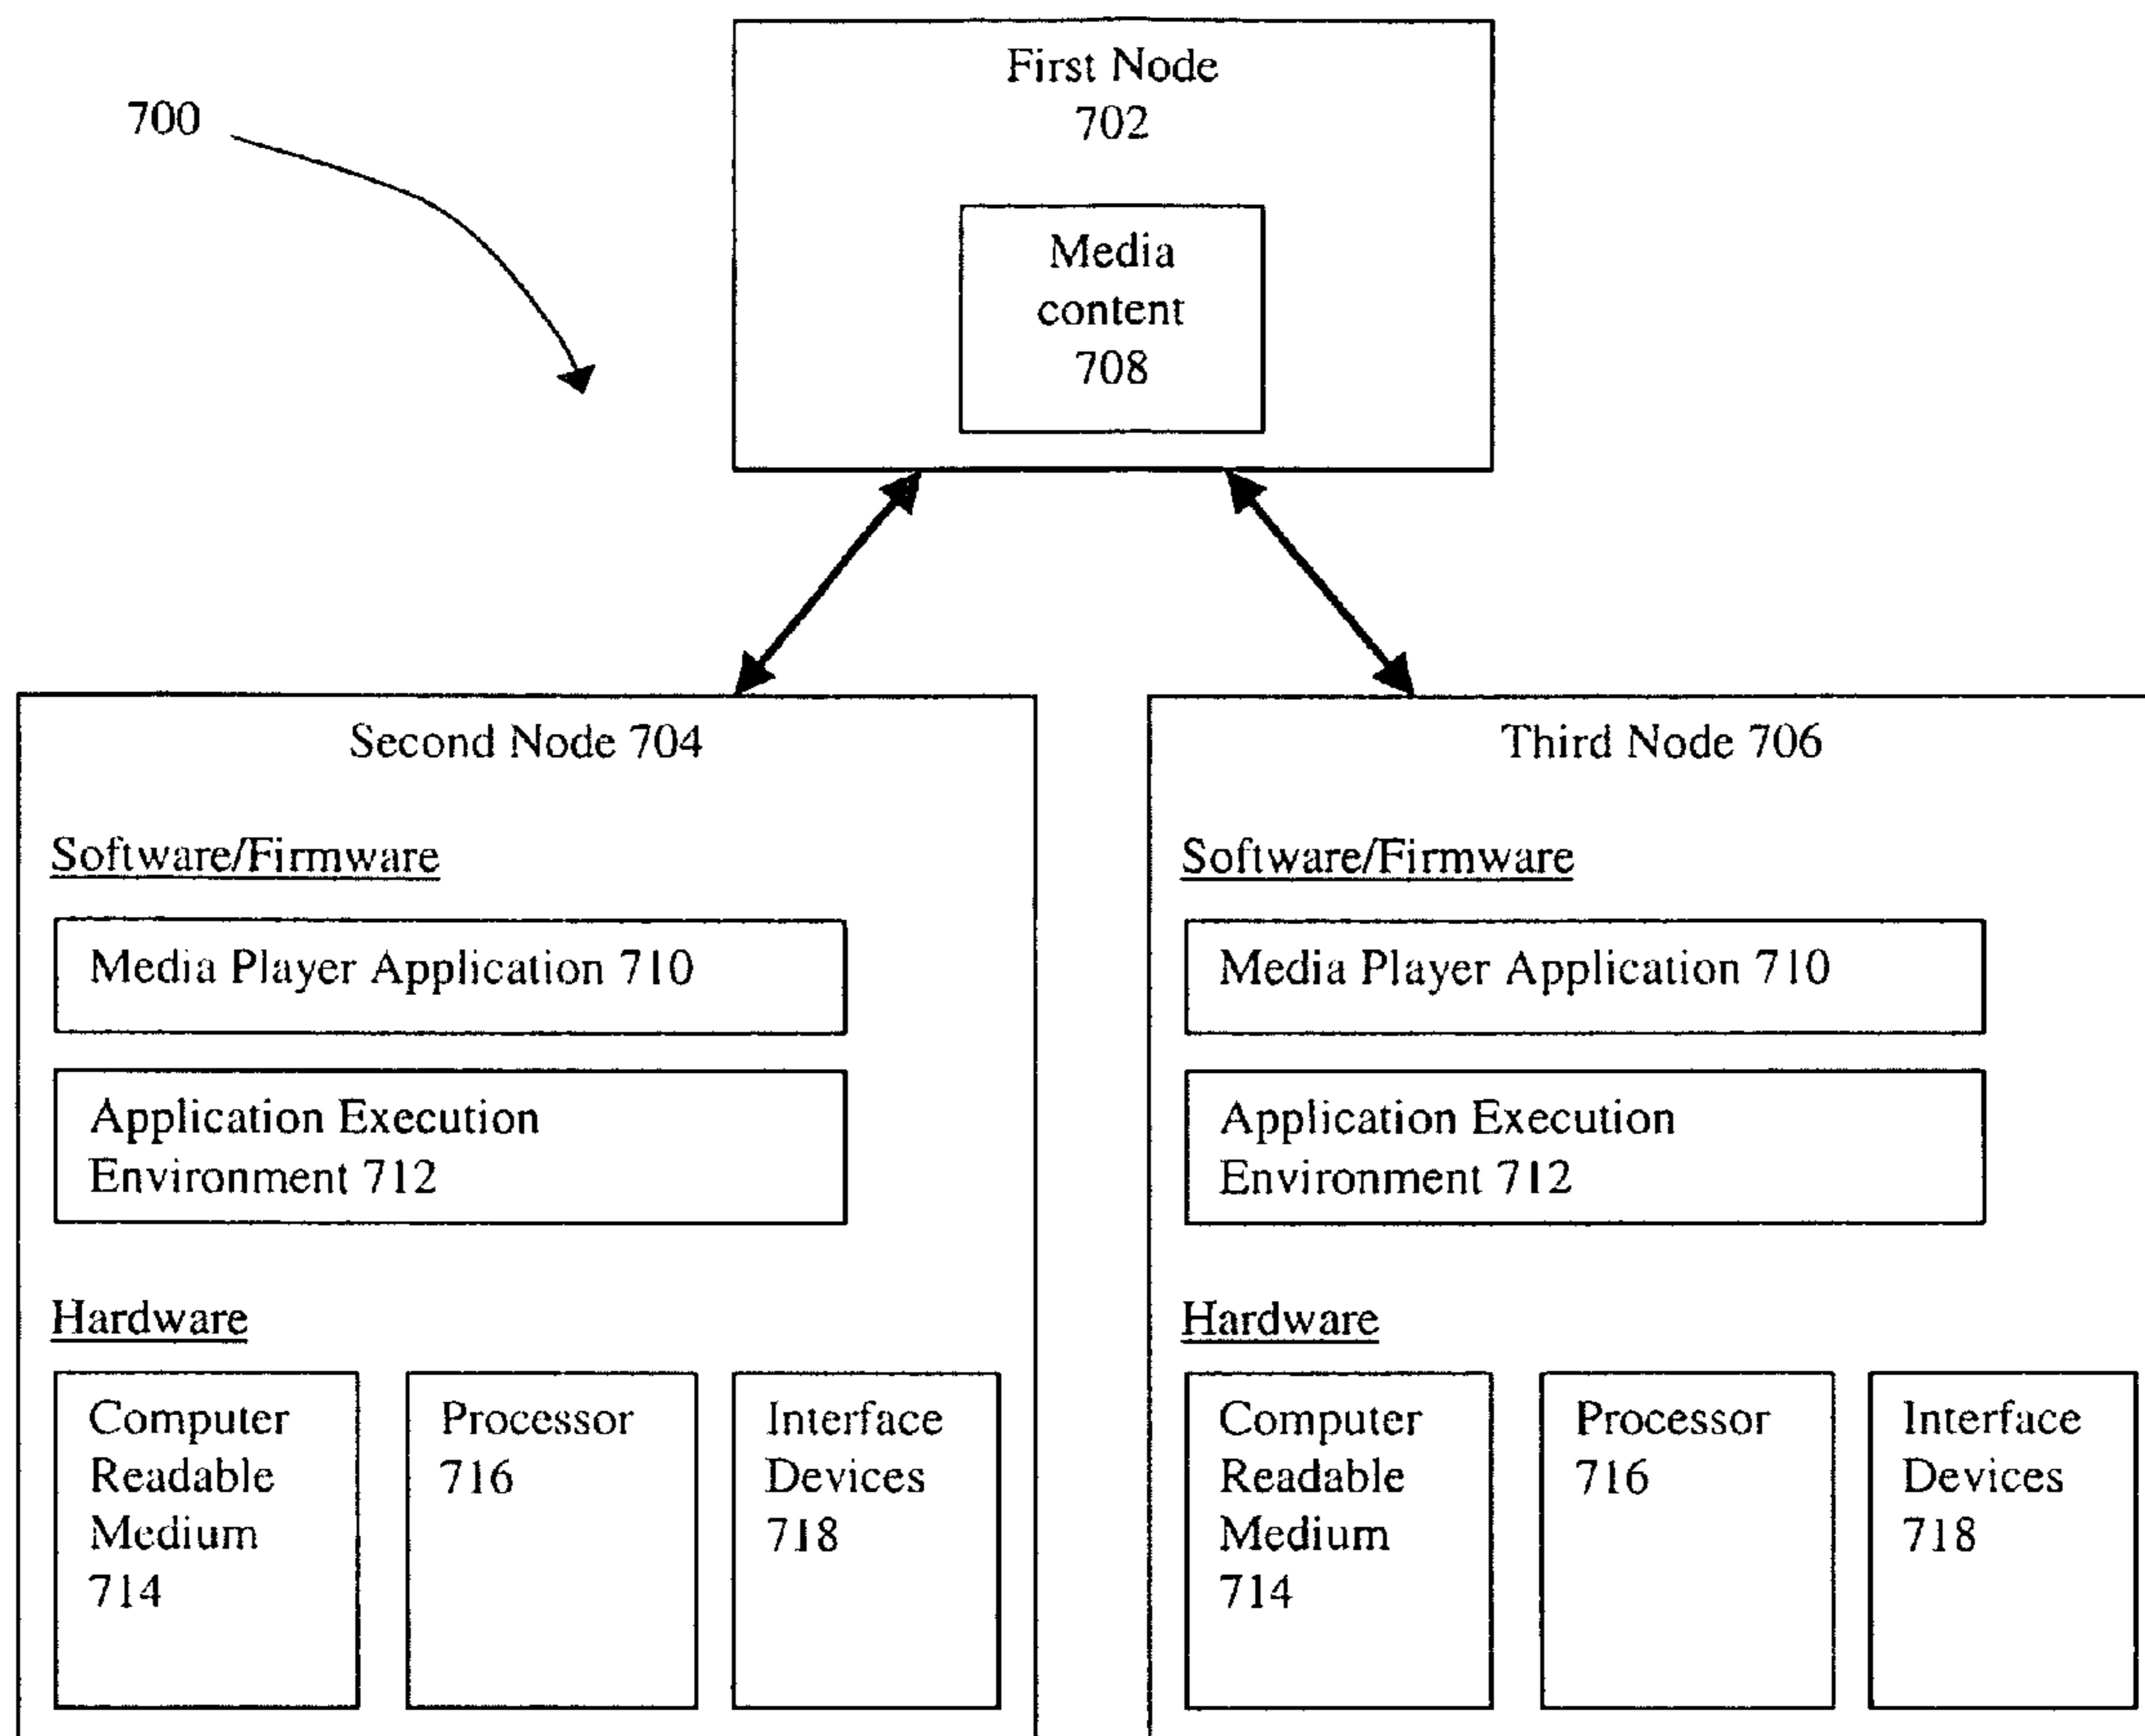 First Node
702
700
Media
content
708
Second Node 704
Software/Firmware
Media Player Application 710
Application Execution
Environment 712
Hardware
Computer
Readable
Medium
714
Processor
716
Interface
Devices
718
Third Node 706
Software/Firmware
Media Player Application 710
Application Execution
Environment 712
Hardware
Computer
Readable
Medium
714
Processor
716
Interface
Devices
718